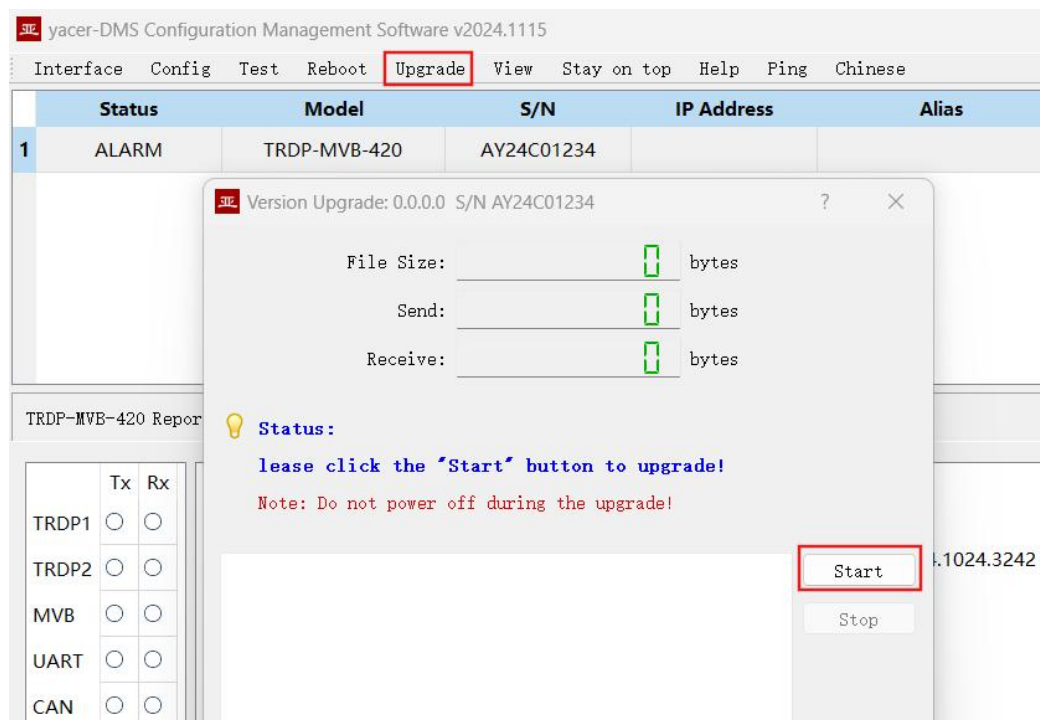 yacer-DMS Configuration Management Software v2024.1115
Interface Config Test Reboot Upgrade View Stay on top Help Ping Chinese
Status Model S/N IP Address Alias
1 ALARM TRDP-MVB-420 AY24C01234
Version Upgrade: 0.0.0.0 S/N AY24C01234 ?
File Size: 0 bytes
Send: 0 bytes
Receive: 0 bytes
TRDP-MVB-420 Repor
Status:
lease click the "Start" button to upgrade!
Note: Do not power off during the upgrade!
Tx Rx
TRDP1
TRDP2
MVB
UART
CAN
Start
.1024.3242
Stop